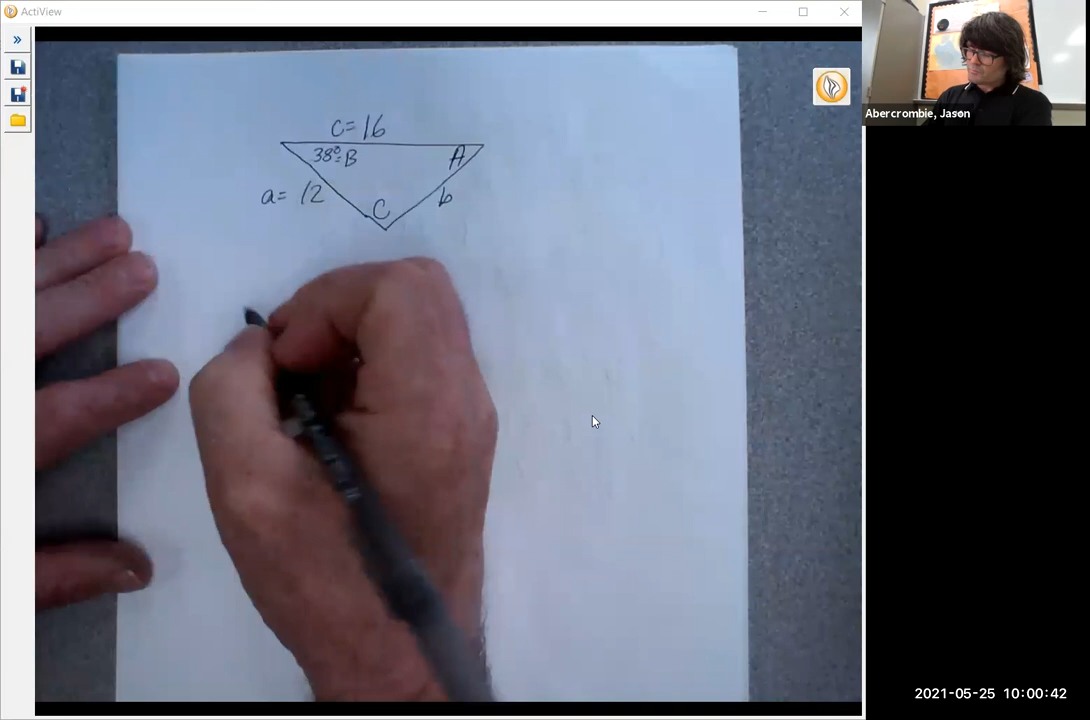 ActiView
»
Abercrombie, Jason
c=16
38°=B
A
a= 12
C
b
2021-05-25 10:00:42